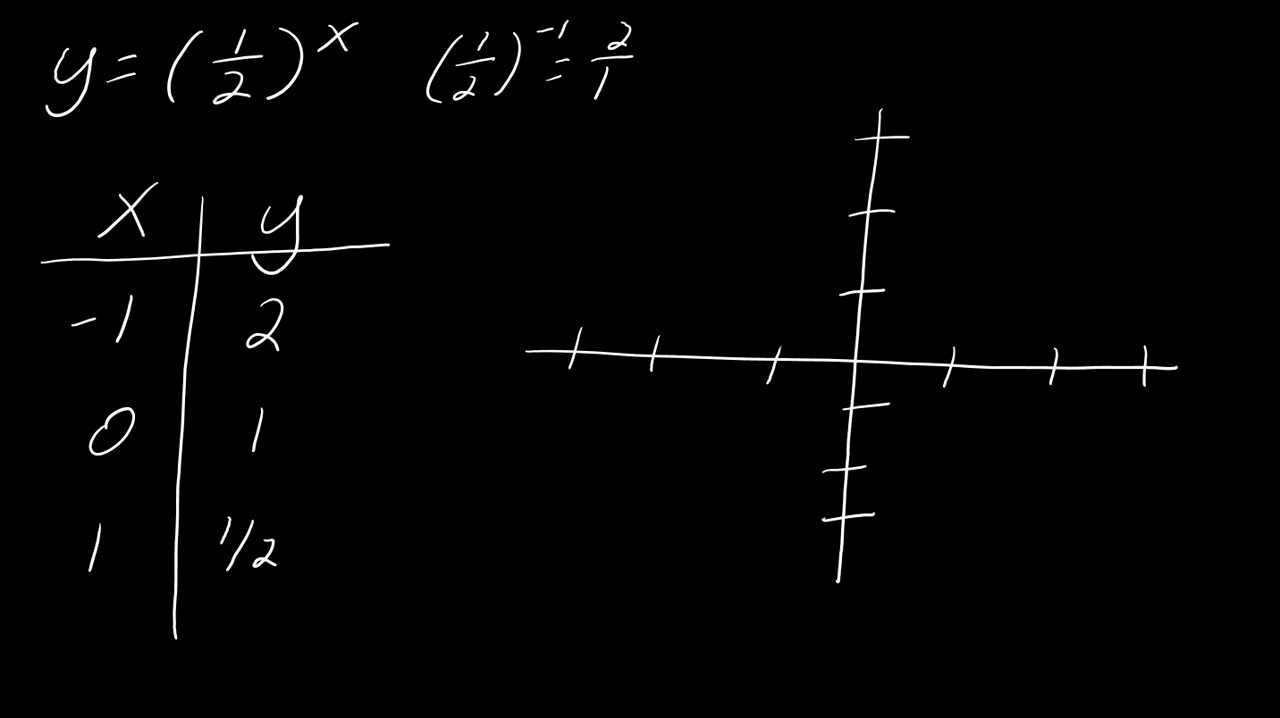 y = (1/2)^x (1/2)^-1 = 2/1
x y
-1 2
0 1
1 1/2